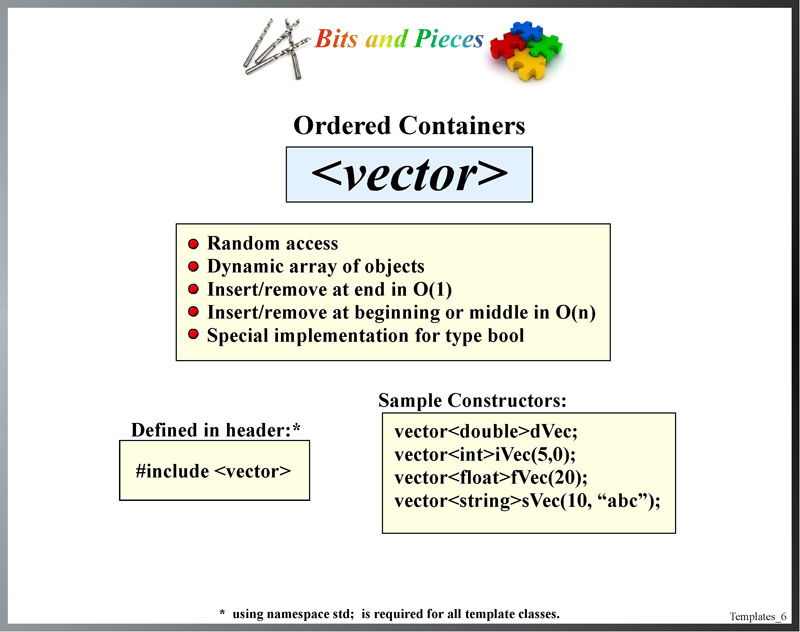 Bits and Pieces
Ordered Containers
<vector>
Random access
Dynamic array of objects
Insert/remove at end in O(1)
Insert/remove at beginning or middle in O(n)
Special implementation for type bool
Sample Constructors:
vector<double>dVec;
vector<int>iVec(5,0);
vector<float>fVec(20);
vector<string>sVec(10, “abc”);
Defined in header:*
#include <vector>
* using namespace std; is required for all template classes.
Templates_6